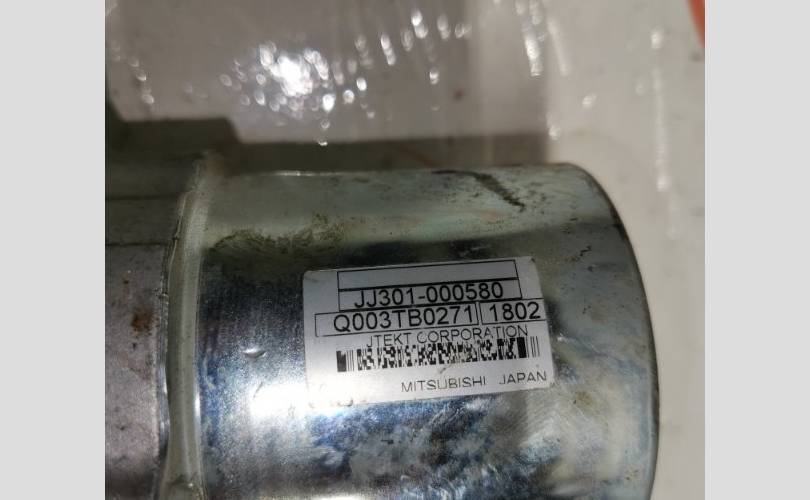 JJ301-000580
Q003TB0271 1802
JTEKT CORPORATION
MITSUBISHI JAPAN